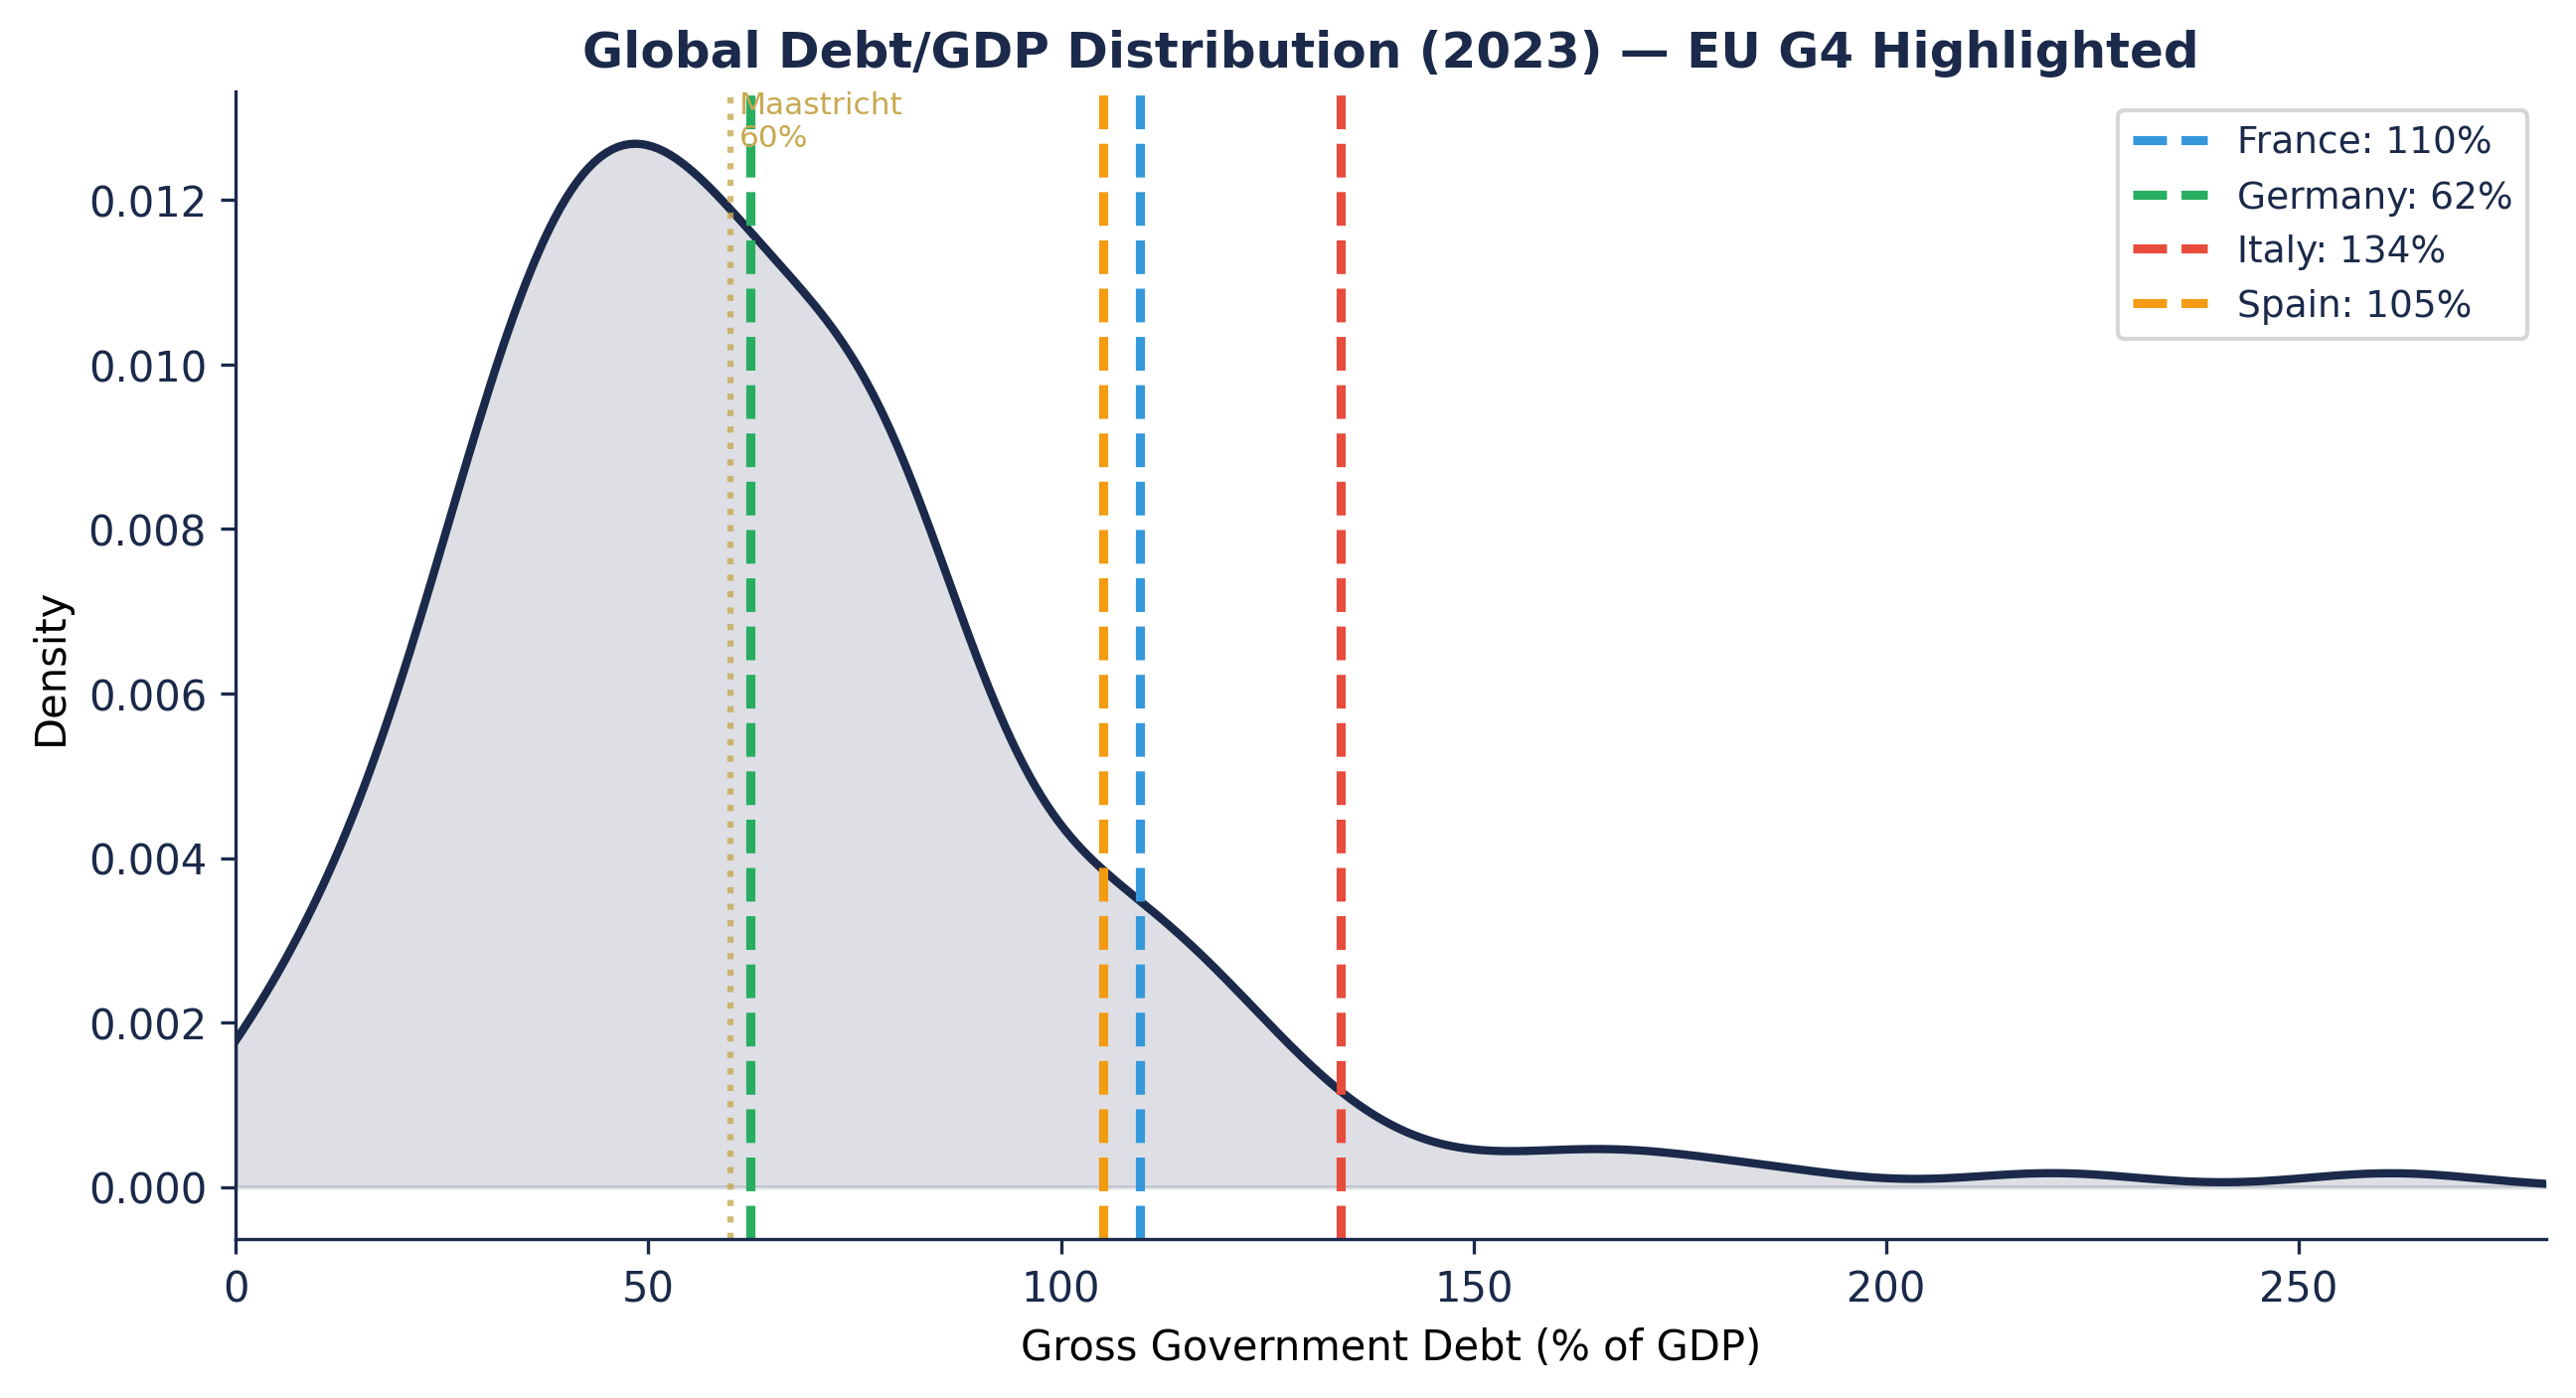 Global Debt/GDP Distribution (2023) — EU G4 Highlighted
Maastricht
60%
France: 110%
Germany: 62%
Italy: 134%
Spain: 105%
0.012
0.010
0.008
0.006
0.004
0.002
0.000
Density
0
50
100
150
200
250
Gross Government Debt (% of GDP)